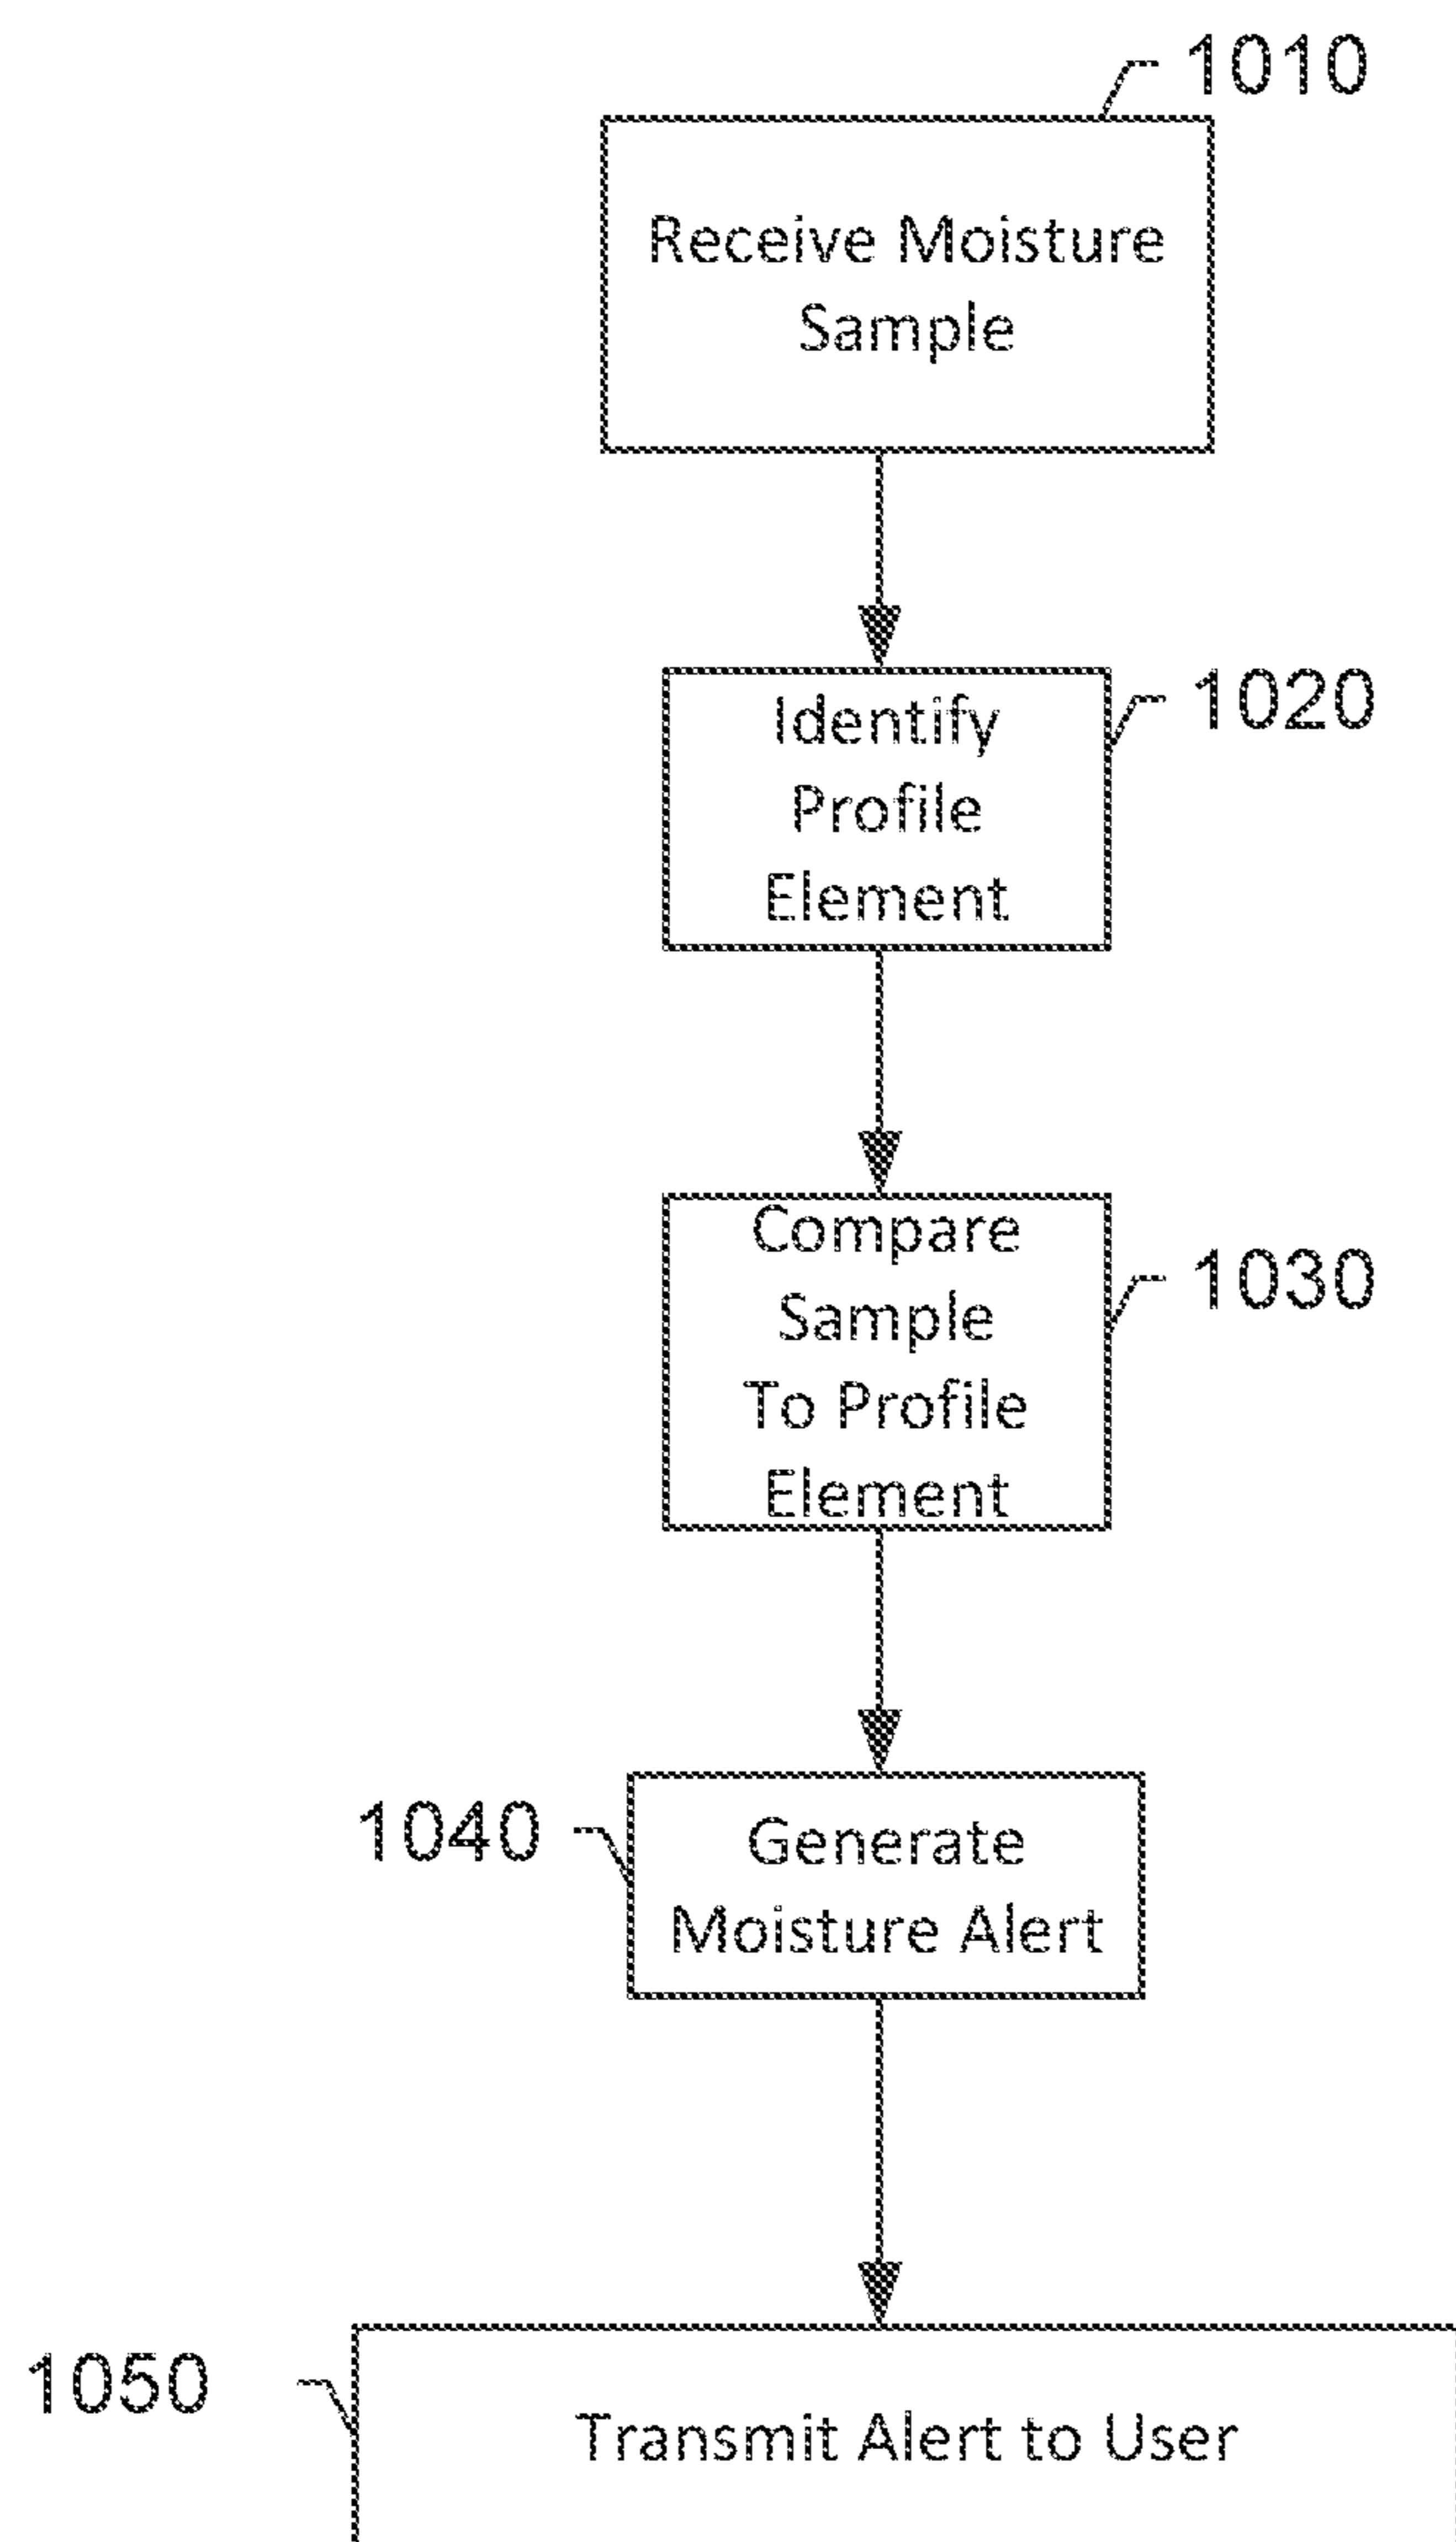 1010
Receive Moisture
Sample
1020
Identify
Profile
Element
1030
Compare
Sample
To Profile
Element
1040
Generate
Moisture Alert
1050
Transmit Alert to User